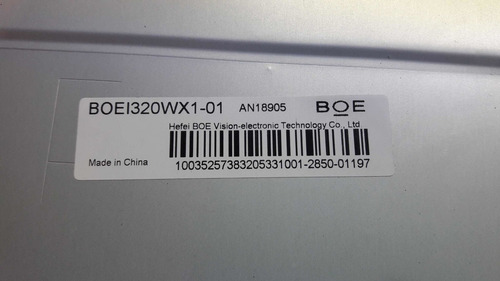 BOEI320WX1-01 AN18905 BOE
Hefei BOE Vision-electronic Technology Co., Ltd
Made in China
10035257383205331001-2850-01197